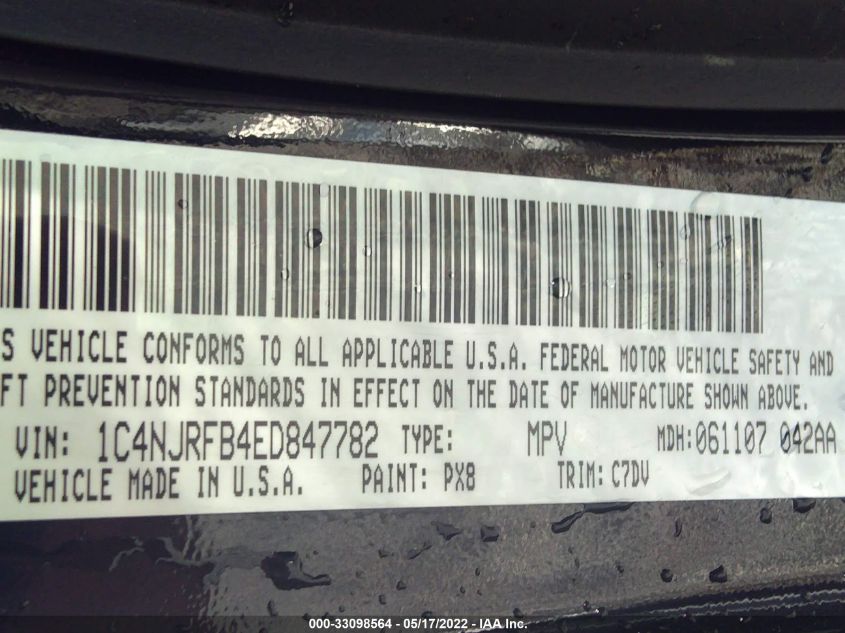 S VEHICLE CONFORMS TO ALL APPLICABLE U.S.A. FEDERAL MOTOR VEHICLE SAFETY AND
FT PREVENTION STANDARDS IN EFFECT ON THE DATE OF MANUFACTURE SHOWN ABOVE.
VIN: 1C4NJRFB4ED847782 TYPE: MPV MDH: 061107 042AA
VEHICLE MADE IN U.S.A. PAINT: PX8 TRIM: C7DV
000-33098564 - 05/17/2022 - IAA Inc.